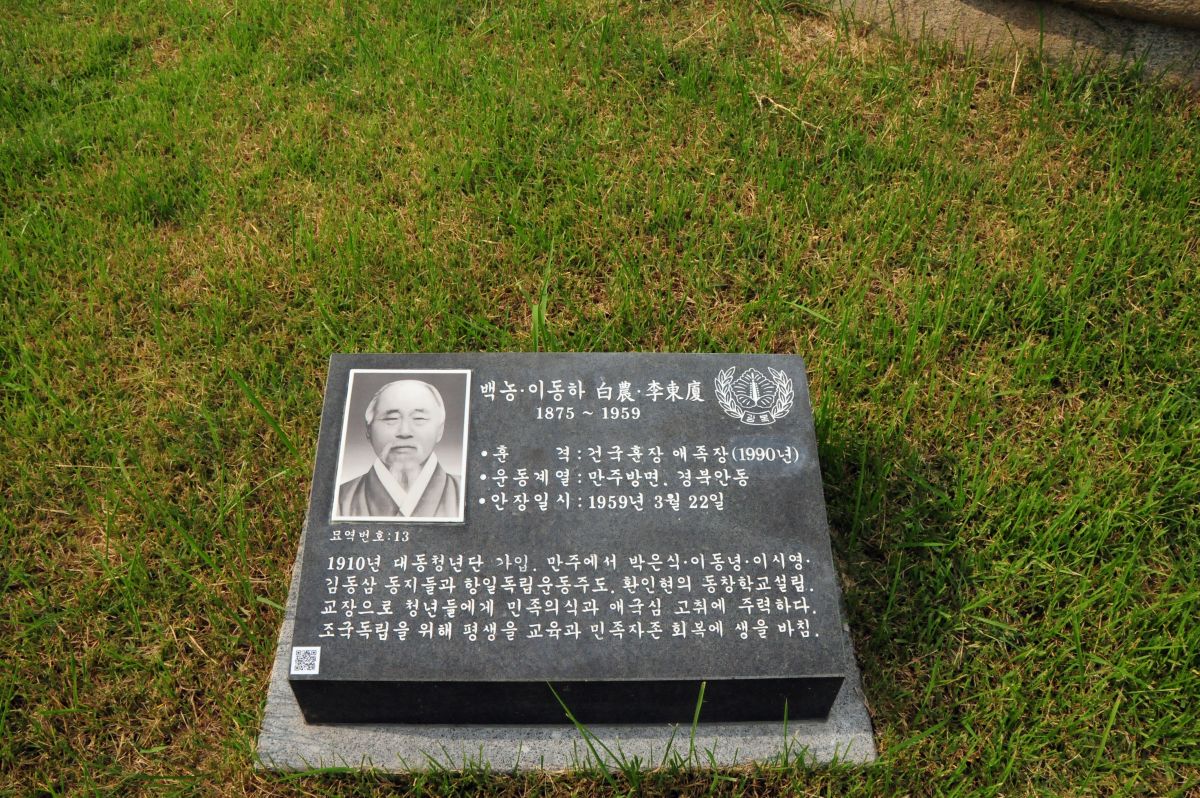 백농·이동하 白農·李東廈
1875 ~ 1959
광복
•훈 격 : 건국훈장 애족장(1990년)
•운동계열 : 만주방면, 경북안동
•안장일시 : 1959년 3월 22일
묘역번호:13
1910년 대동청년단 가입. 만주에서 박은식·이동녕·이시영·
김동삼 동지들과 항일독립운동주도. 환인현의 동창학교설립.
교장으로 청년들에게 민족의식과 애국심 고취에 주력하다.
조국독립을 위해 평생을 교육과 민족자존 회복에 생을 바침.